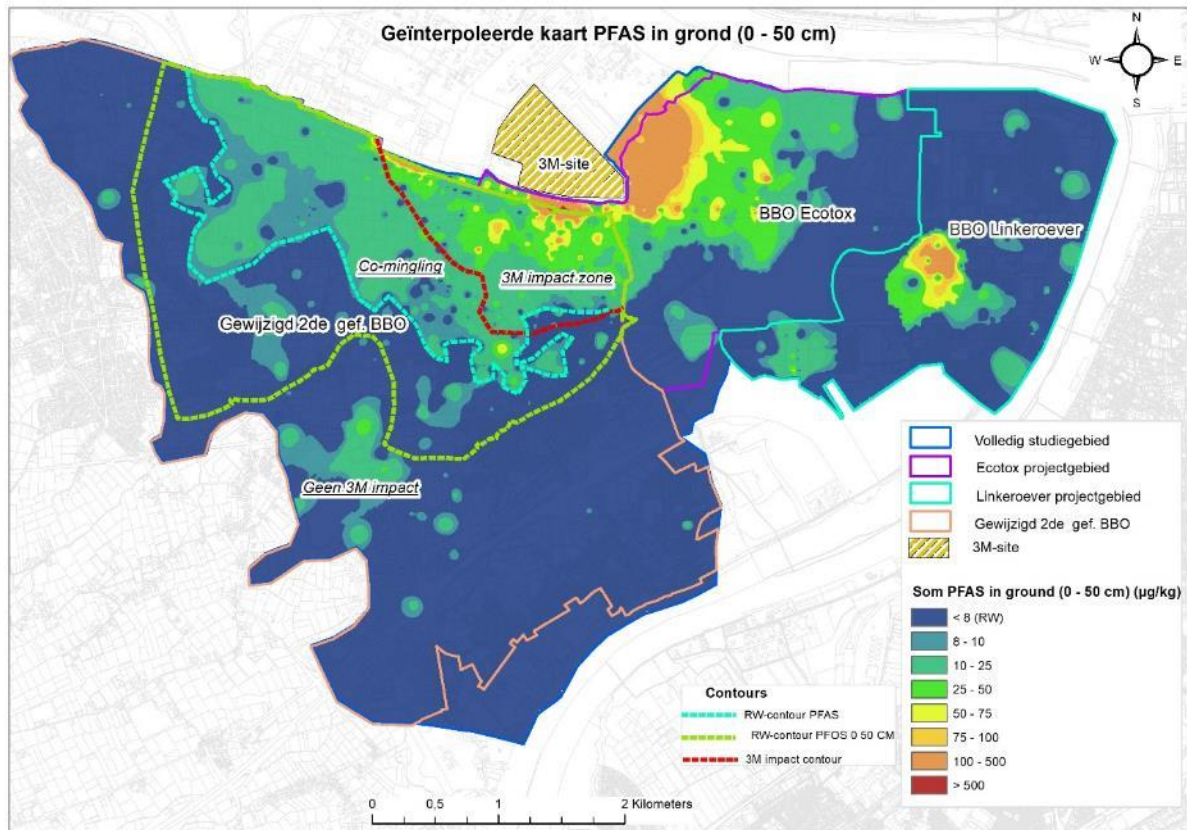 Geïnterpoleerde kaart PFAS in grond (0 - 50 cm)
N
W
E
S
3M-site
BBO Ecotox
BBO Linkeroever
Co-mingling
3M impact zone
Gewijzigd 2de gef. BBO
Geen 3M impact
Volledig studiegebied
Ecotox projectgebied
Linkeroever projectgebied
Gewijzigd 2de gef. BBO
3M-site
Som PFAS in ground (0 - 50 cm) (µg/kg)
< 8 (RW)
8 - 10
10 - 25
25 - 50
50 - 75
75 - 100
100 - 500
> 500
Contours
RW-contour PFAS
RW-contour PFOS 0 50 CM
3M impact contour
0 0,5 1 2 Kilometers